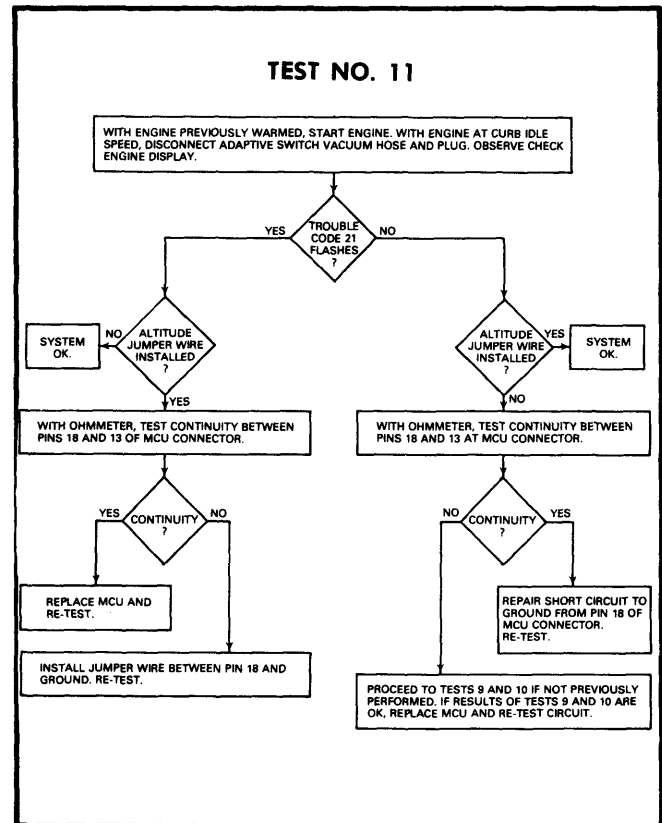 TEST NO. 11
WITH ENGINE PREVIOUSLY WARMED, START ENGINE. WITH ENGINE AT CURB IDLE
SPEED, DISCONNECT ADAPTIVE SWITCH VACUUM HOSE AND PLUG. OBSERVE CHECK
ENGINE DISPLAY.
YES
TROUBLE
CODE 21
FLASHES
?
NO
SYSTEM
OK.
NO
ALTITUDE
JUMPER WIRE
INSTALLED
?
YES
ALTITUDE
JUMPER WIRE
INSTALLED
?
YES
SYSTEM
OK.
NO
WITH OHMMETER, TEST CONTINUITY BETWEEN
PINS 18 AND 13 OF MCU CONNECTOR.
WITH OHMMETER, TEST CONTINUITY BETWEEN
PINS 18 AND 13 AT MCU CONNECTOR.
YES
CONTINUITY
?
NO
NO
CONTINUITY
?
YES
REPLACE MCU AND
RE-TEST.
REPAIR SHORT CIRCUIT TO
GROUND FROM PIN 18 OF
MCU CONNECTOR.
RE-TEST.
INSTALL JUMPER WIRE BETWEEN PIN 18 AND
GROUND. RE-TEST.
PROCEED TO TESTS 9 AND 10 IF NOT PREVIOUSLY
PERFORMED. IF RESULTS OF TESTS 9 AND 10 ARE
OK, REPLACE MCU AND RE-TEST CIRCUIT.